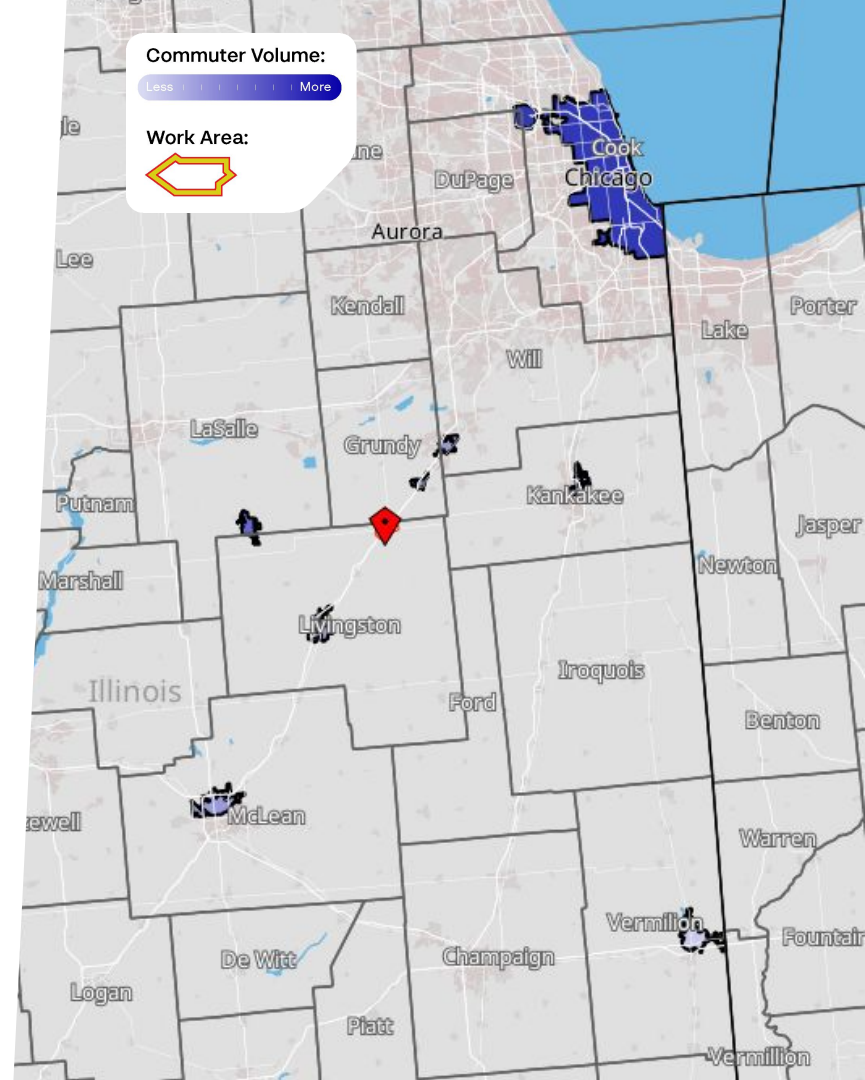 Commuter Volume:
Less More
Work Area:
Cook
Chicago
DuPage
Aurora
Lee
Kendall
Porter
Lake
Will
LaSalle
Grundy
Kankakee
Putnam
Jasper
Newton
Marshall
Livingston
Iroquois
Illinois
Ford
Benton
McLean
Warren
Vermilion
Fountain
Champaign
De Witt
Logan
Piatt
Vermillion